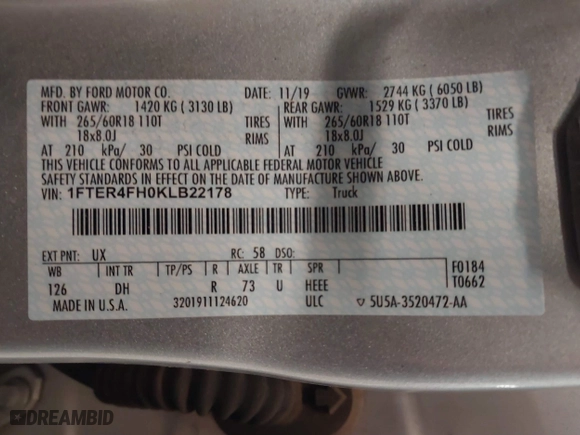 MFD. BY FORD MOTOR CO. DATE: 11/19 GVWR: 2744 KG ( 6050 LB)
FRONT GAWR: 1420 KG ( 3130 LB) REAR GAWR: 1529 KG ( 3370 LB)
WITH 265/60R18 110T TIRES WITH 265/60R18 110T TIRES
18x8.0J RIMS 18x8.0J RIMS
AT 210 kPa/ 30 PSI COLD AT 210 kPa/ 30 PSI COLD
THIS VEHICLE CONFORMS TO ALL APPLICABLE FEDERAL MOTOR VEHICLE
SAFETY STANDARDS IN EFFECT ON THE DATE OF MANUFACTURE SHOWN ABOVE.
VIN: 1FTER4FH0KLB22178 TYPE: Truck
EXT PNT: UX RC: 58 DSO:
WB INT TR TP/PS R AXLE TR SPR F0184
126 DH R 73 U HEEE T0662
MADE IN U.S.A. 3201911124620 ULC 5U5A-3520472-AA
DREAMBID